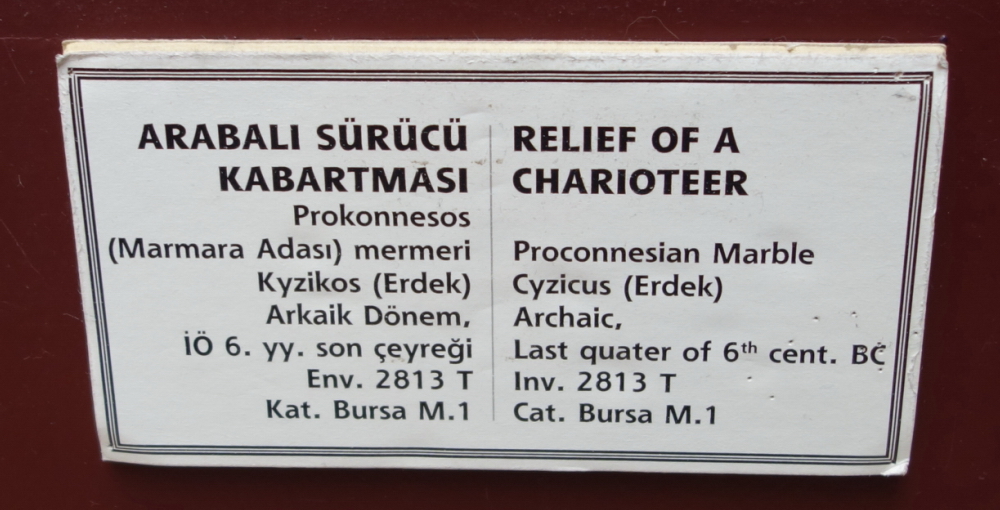 ARABALI SÜRÜCÜ
KABARTMASI
Prokonnesos
(Marmara Adası) mermeri
Kyzikos (Erdek)
Arkaik Dönem,
İÖ 6. yy. son çeyreği
Env. 2813 T
Kat. Bursa M.1
RELIEF OF A
CHARIOTEER
Proconnesian Marble
Cyzicus (Erdek)
Archaic,
Last quater of 6th cent. BC
Inv. 2813 T
Cat. Bursa M.1